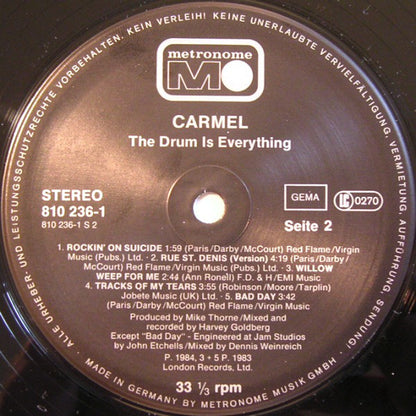 metronome
M
CARMEL
The Drum Is Everything
STEREO
810 236-1
810 236-1 S 2
GEMA
LC 0270
Seite 2
1. ROCKIN' ON SUICIDE 1:59 (Paris/Darby/McCourt) Red Flame/Virgin
Music (Pubs.) Ltd. · 2. RUE ST. DENIS (Version) 4:19 (Paris/Darby/
McCourt) Red Flame/Virgin Music (Pubs.) Ltd. · 3. WILLOW
WEEP FOR ME 2:44 (Ann Ronell) F.D. & H/EMI Music
4. TRACKS OF MY TEARS 3:55 (Robinson/Moore/Tarplin)
Jobete Music (UK) Ltd. · 5. BAD DAY 3:42
(Paris/Darby/McCourt) Red Flame/Virgin Music (Pubs.) Ltd.
Produced by Mike Thorne/Mixed and
recorded by Harvey Goldberg
Except "Bad Day" - Engineered at Jam Studios
by John Etchells/Mixed by Dennis Weinreich
P. 1984, 3 + 5 P. 1983
London Records, Ltd.
33 1/3 rpm
ALLE URHEBER- UND LEISTUNGSSCHUTZRECHTE VORBEHALTEN. KEIN VERLEIH! KEINE UNERLAUBTE VERVIELFÄLTIGUNG, VERMIETUNG, AUFFÜHRUNG, SENDUNG!
MADE IN GERMANY BY METRONOME MUSIK GMBH